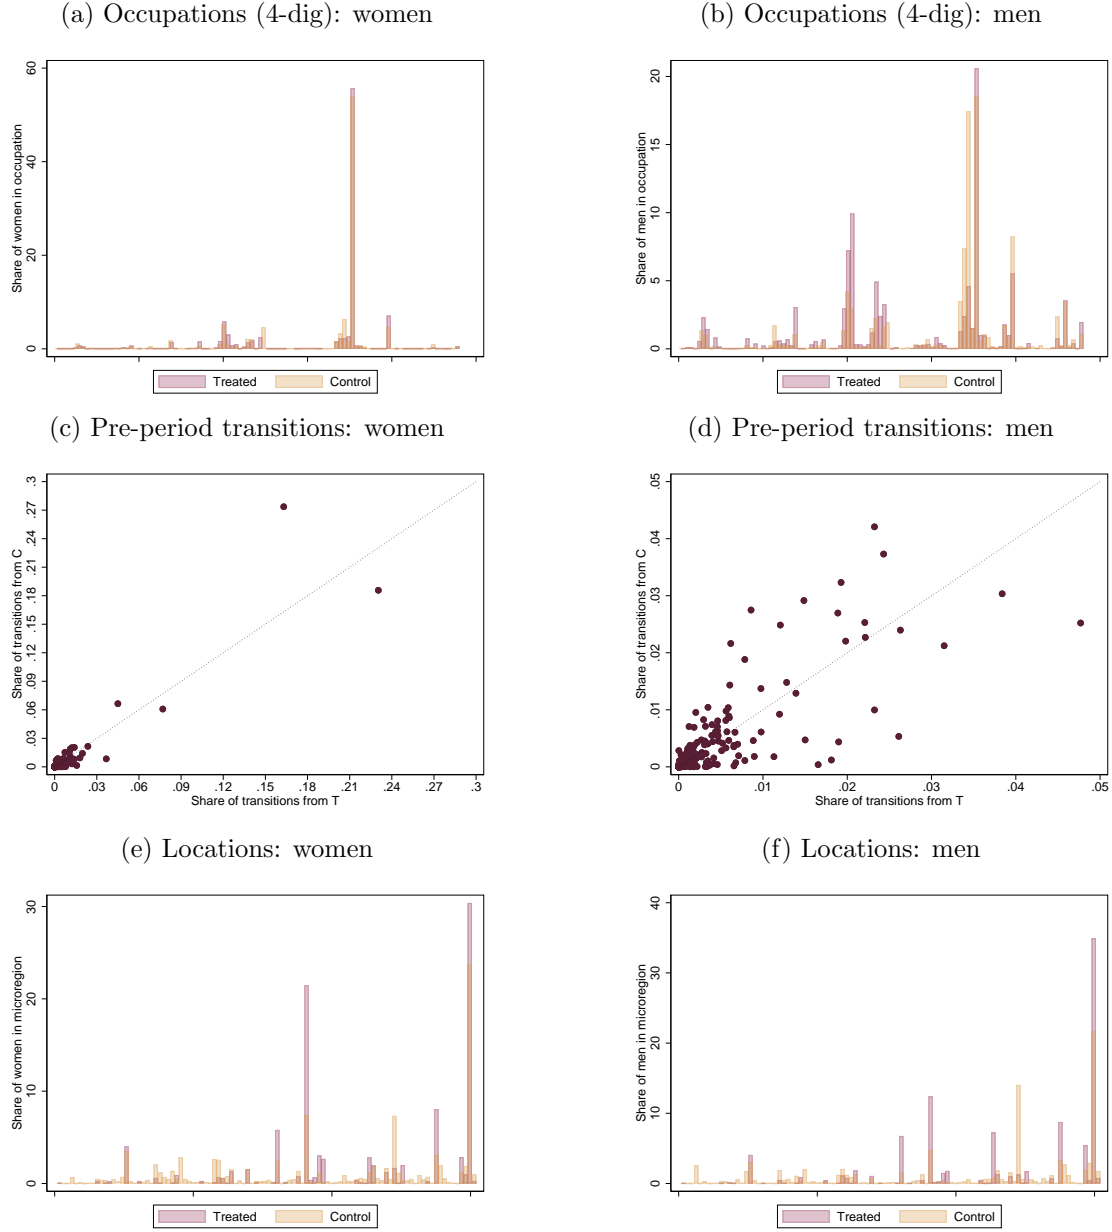 (a) Occupations (4-dig): women
(b) Occupations (4-dig): men
Share of women in occupation
60
40
20
0
Treated
Control
Share of men in occupation
20
15
10
5
0
Treated
Control
(c) Pre-period transitions: women
(d) Pre-period transitions: men
Share of transitions from C
.3
.27
.24
.21
.18
.15
.12
.09
.06
.03
0
0 .03 .06 .09 .12 .15 .18 .21 .24 .27 .3
Share of transitions from T
Share of transitions from C
.05
.04
.03
.02
.01
0
0 .01 .02 .03 .04 .05
Share of transitions from T
(e) Locations: women
(f) Locations: men
Share of women in microregion
30
20
10
0
Treated
Control
Share of men in microregion
40
30
20
10
0
Treated
Control